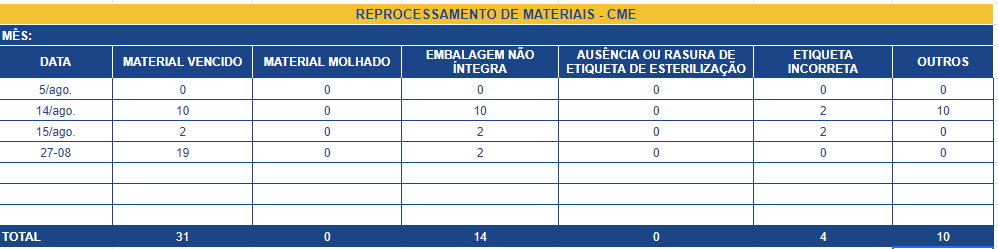 REPROCESSAMENTO DE MATERIAIS - CME
MÊS:
DATA MATERIAL VENCIDO MATERIAL MOLHADO EMBALAGEM NÃO ÍNTEGRA AUSÊNCIA OU RASURA DE ETIQUETA DE ESTERILIZAÇÃO ETIQUETA INCORRETA OUTROS
5/ago. 0 0 0 0 0 0
14/ago. 10 0 10 0 2 10
15/ago. 2 0 2 0 2 0
27-08 19 0 2 0 0 0
TOTAL 31 0 14 0 4 10